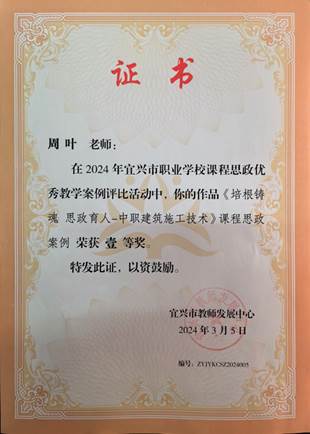 证书
周叶 老师：
在2024年宜兴市职业学校课程思政优
秀教学案例评比活动中，你的作品《培根铸
魂 思政育人-中职建筑施工技术》课程思政
案例 荣获 壹 等奖。
特发此证，以资鼓励。
宜兴市教师发展中心
2024年3月5日
编号：ZYJYKCSZ2024005